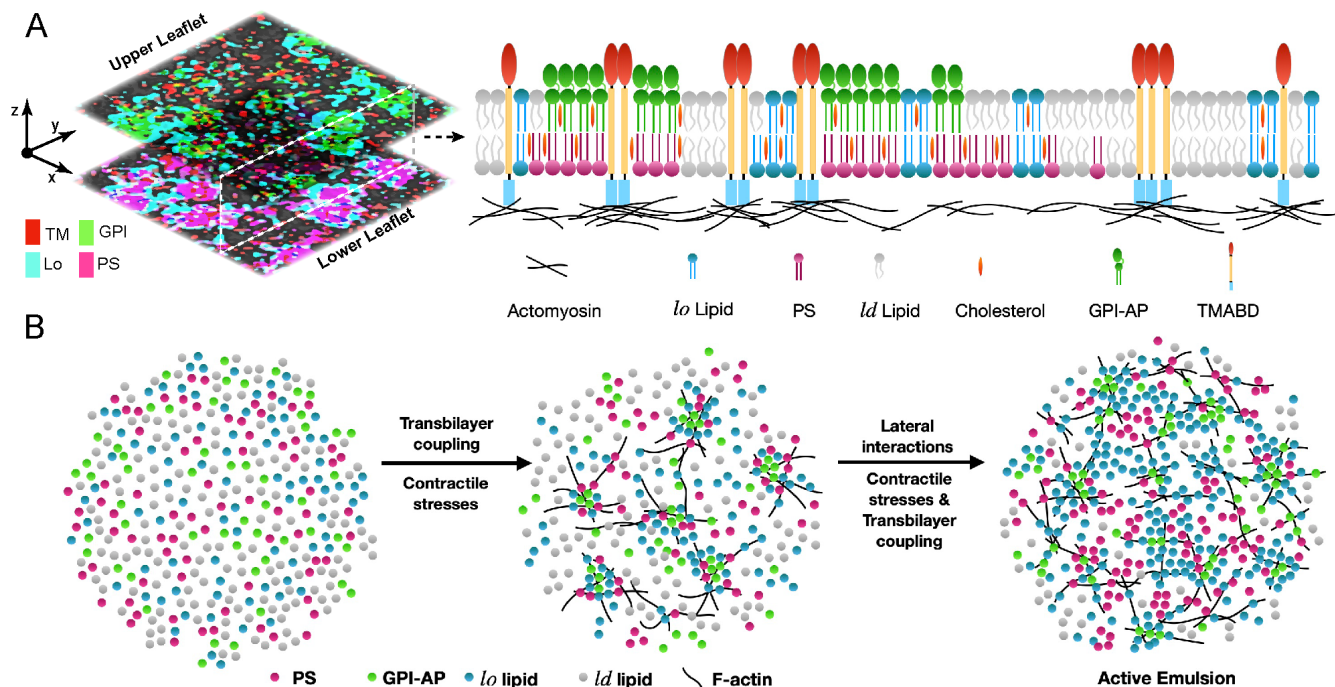 A
Upper Leaflet
z
y
x
Lower Leaflet
TM
GPI
Lo
PS
Actomyosin
lo Lipid
PS
ld Lipid
Cholesterol
GPI-AP
TMABD
B
Transbilayer
coupling
Contractile
stresses
Lateral
interactions
Contractile
stresses &
Transbilayer
coupling
PS
GPI-AP
lo lipid
ld lipid
F-actin
Active Emulsion